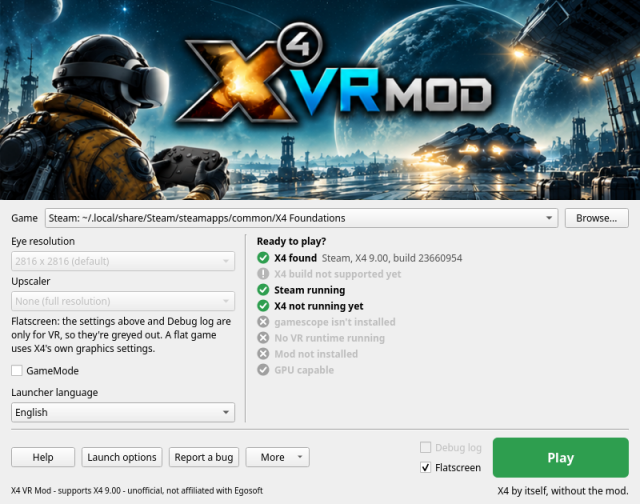 X4 VR MOD
Game
Steam: ~/.local/share/Steam/steamapps/common/X4 Foundations
Browse...
Eye resolution
2816 x 2816 (default)
Upscaler
None (full resolution)
Flatscreen: the settings above and Debug log are
only for VR, so they're greyed out. A flat game
uses X4's own graphics settings.
GameMode
Launcher language
English
Ready to play?
X4 found Steam, X4 9.00, build 23660954
X4 build not supported yet
Steam running
X4 not running yet
gamescope isn't installed
No VR runtime running
Mod not installed
GPU capable
Help
Launch options
Report a bug
More
Debug log
Flatscreen
Play
X4 VR Mod - supports X4 9.00 - unofficial, not affiliated with Egosoft
X4 by itself, without the mod.